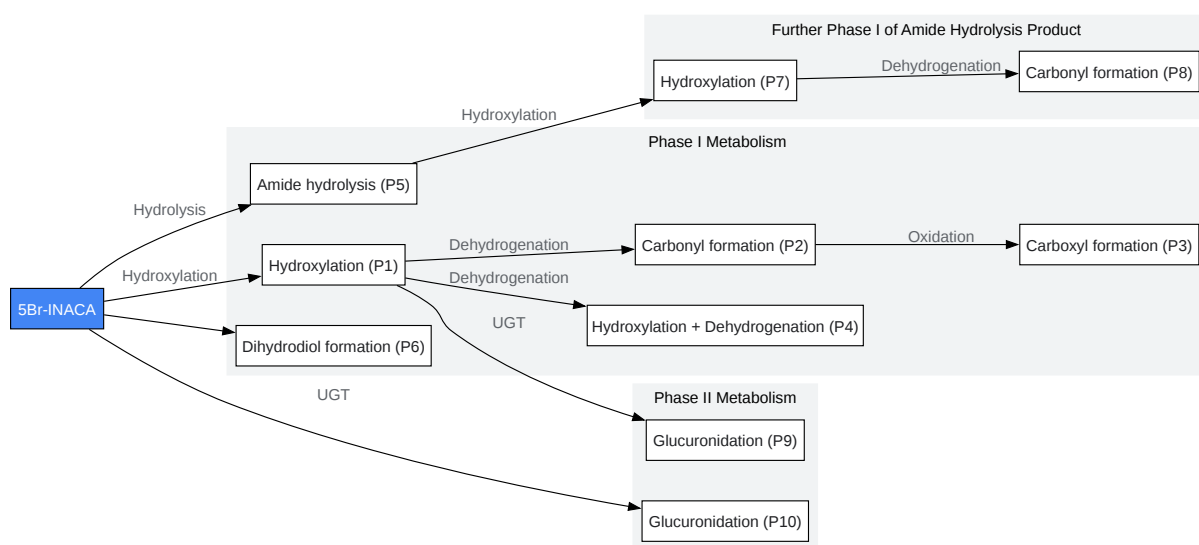 Further Phase I of Amide Hydrolysis Product
Dehydrogenation
Hydroxylation (P7)
Carbonyl formation (P8)
Hydroxylation
Phase I Metabolism
Amide hydrolysis (P5)
Hydrolysis
Dehydrogenation
Carbonyl formation (P2)
Oxidation
Carboxyl formation (P3)
Hydroxylation
Hydroxylation (P1)
Dehydrogenation
5Br-INACA
UGT
Hydroxylation + Dehydrogenation (P4)
Dihydrodiol formation (P6)
UGT
Phase II Metabolism
Glucuronidation (P9)
Glucuronidation (P10)